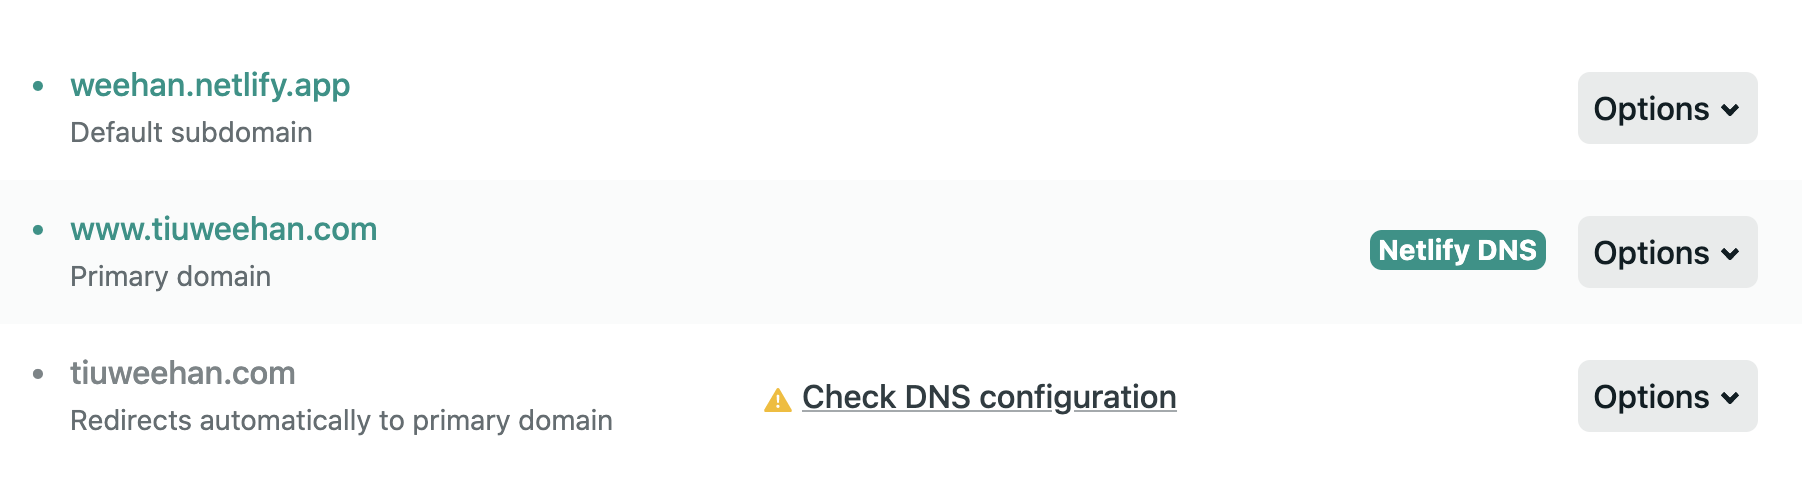 weehan.netlify.app
Default subdomain
Options
www.tiuweehan.com
Primary domain
Netlify DNS
Options
tiuweehan.com
Redirects automatically to primary domain
Check DNS configuration
Options